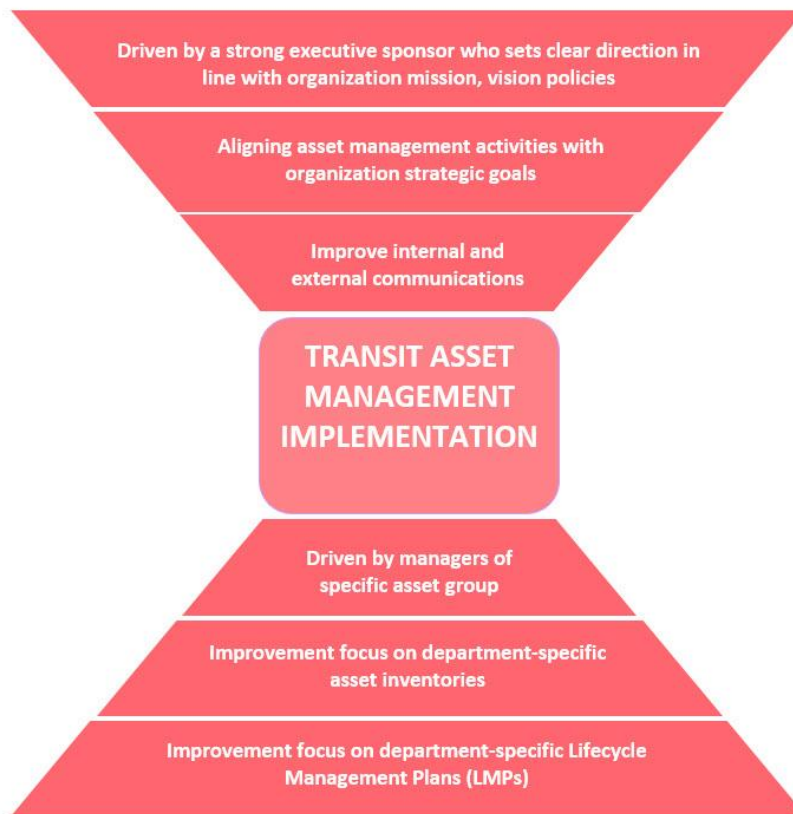 Driven by a strong executive sponsor who sets clear direction in
line with organization mission, vision policies
Aligning asset management activities with
organization strategic goals
Improve internal and
external communications
TRANSIT ASSET
MANAGEMENT
IMPLEMENTATION
Driven by managers of
specific asset group
Improvement focus on department-specific
asset inventories
Improvement focus on department-specific Lifecycle
Management Plans (LMPs)